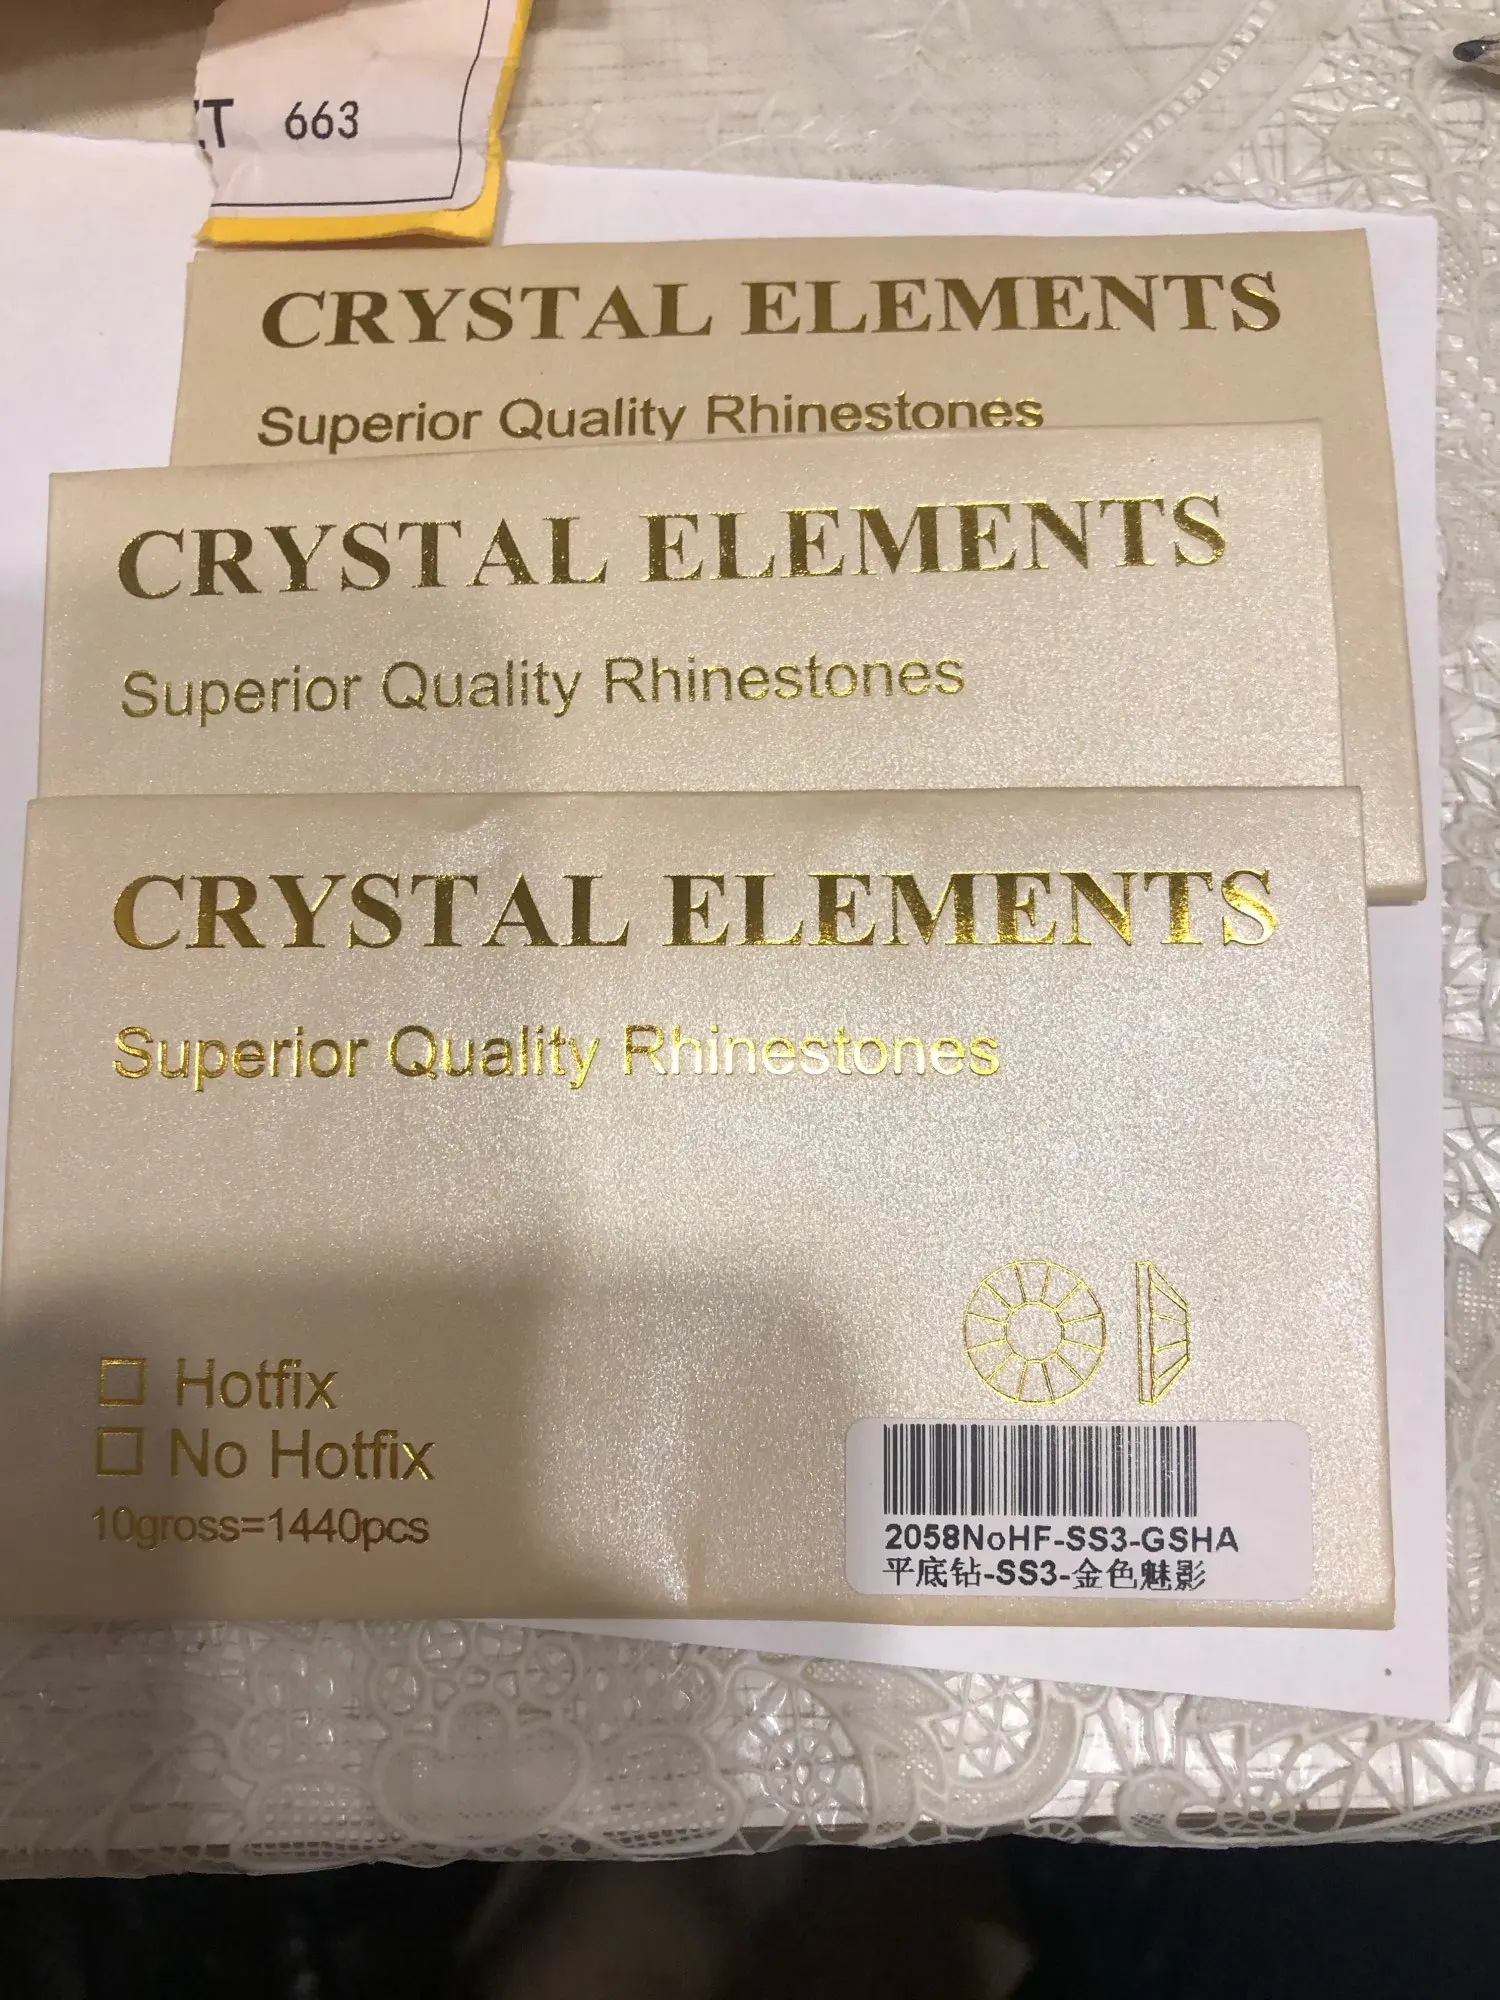 663
CRYSTAL ELEMENTS
Superior Quality Rhinestones
CRYSTAL ELEMENTS
Superior Quality Rhinestones
CRYSTAL ELEMENTS
Superior Quality Rhinestones
Hotfix
No Hotfix
10gross=1440pcs
2058NoHF-SS3-GSHA
平底钻-SS3-金色魅影